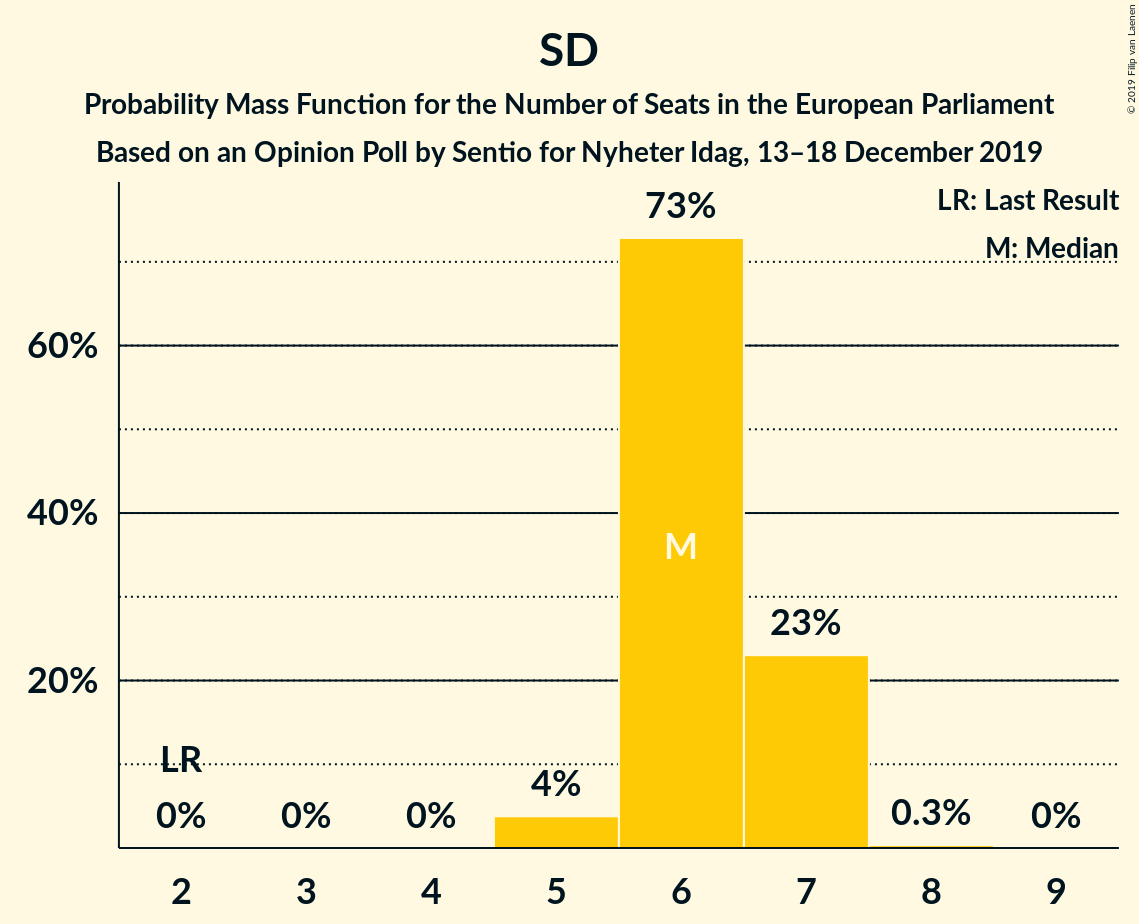 SD
Probability Mass Function for the Number of Seats in the European Parliament
Based on an Opinion Poll by Sentio for Nyheter Idag, 13–18 December 2019
© 2019 Filip van Laenen
LR: Last Result
M: Median
73%
60%
40%
M
23%
20%
LR
4%
0%
0%
0%
0.3%
0%
2
3
4
5
6
7
8
9